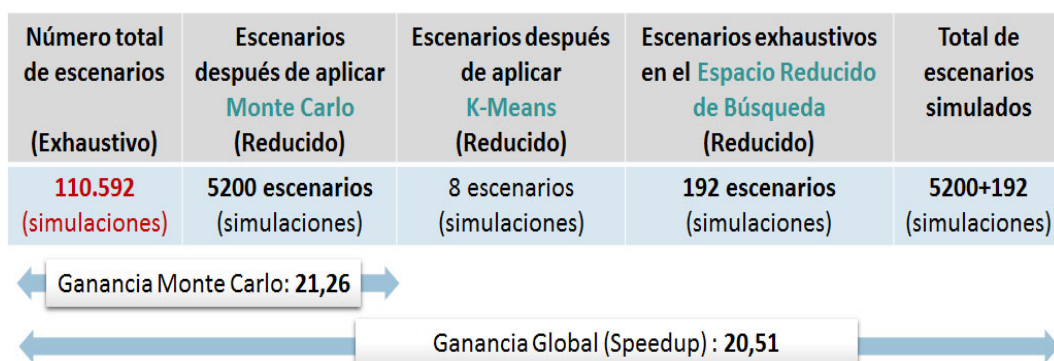 Número total
de escenarios
(Exhaustivo)
Escenarios
después de aplicar
Monte Carlo
(Reducido)
Escenarios después
de aplicar
K-Means
(Reducido)
Escenarios exhaustivos
en el Espacio Reducido
de Búsqueda
(Reducido)
Total de
escenarios
simulados
110.592
(simulaciones)
5200 escenarios
(simulaciones)
8 escenarios
(simulaciones)
192 escenarios
(simulaciones)
5200+192
(simulaciones)
Ganancia Monte Carlo: 21,26
Ganancia Global (Speedup) : 20,51